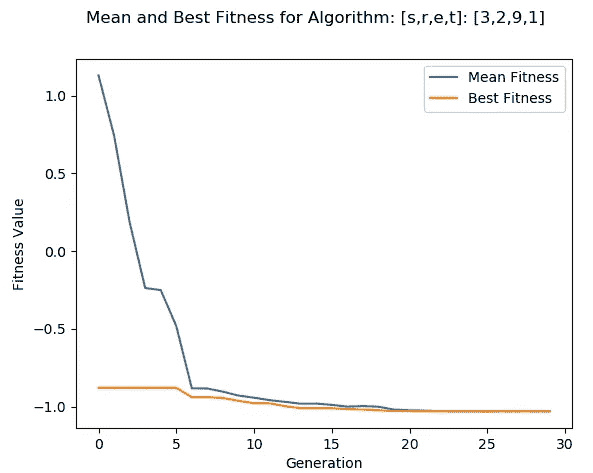 Mean and Best Fitness for Algorithm: [s,r,e,t]: [3,2,9,1]
Mean Fitness
Best Fitness
1.0
0.5
0.0
−0.5
−1.0
Fitness Value
0 5 10 15 20 25 30
Generation